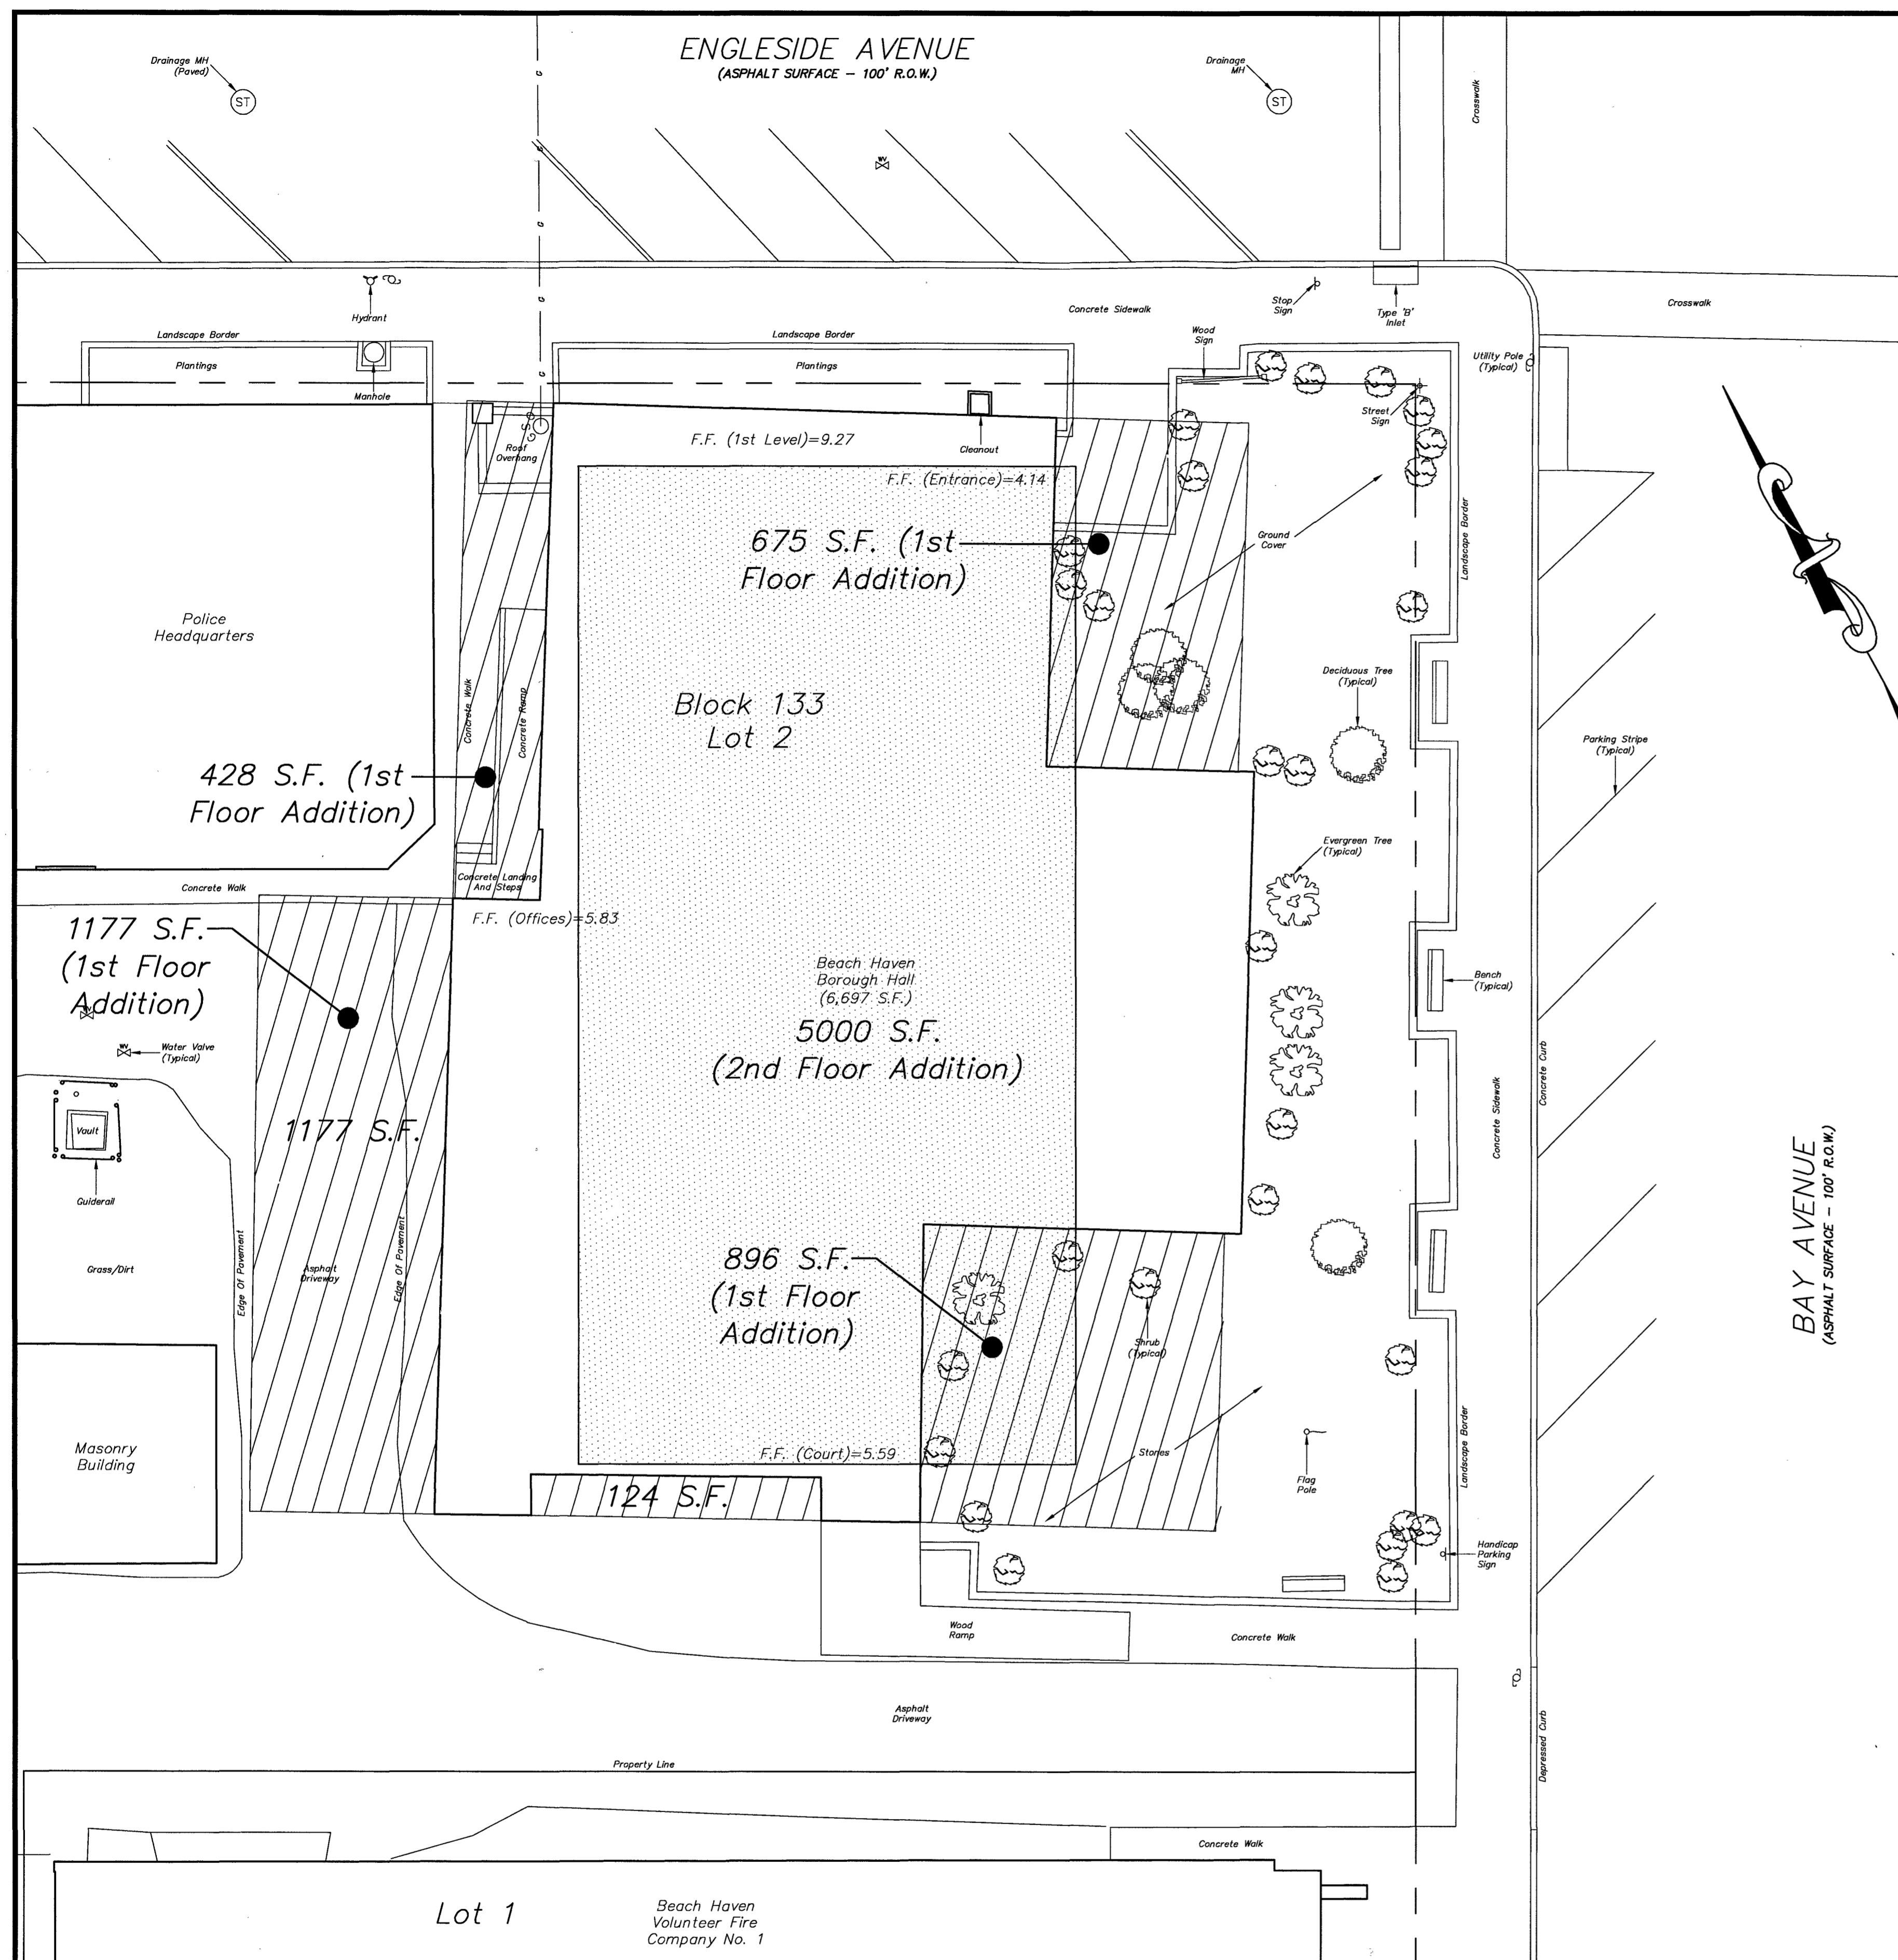 ENGLESIDE AVENUE
(ASPHALT SURFACE - 100' R.O.W.)
Drainage MH
(Paved)
ST
Drainage
MH
ST
Crosswalk
WV
G
G
G
G
G
G
Hydrant
Concrete Sidewalk
Stop
Sign
Type 'B'
Inlet
Crosswalk
Landscape Border
Plantings
Manhole
Landscape Border
Plantings
Wood
Sign
Utility Pole
(Typical)
Street
Sign
G S O
Roof
Overhang
F.F. (1st Level)=9.27
Cleanout
F.F. (Entrance)=4.14
675 S.F. (1st
Floor Addition)
Ground
Cover
Landscape Border
Police
Headquarters
Concrete Walk
Concrete Ramp
Block 133
Lot 2
Deciduous Tree
(Typical)
Parking Stripe
(Typical)
428 S.F. (1st
Floor Addition)
Evergreen Tree
(Typical)
Concrete Walk
Concrete Landing
And Steps
F.F. (Offices)=5.83
1177 S.F.
(1st Floor
Addition)
WV
Water Valve
(Typical)
Beach Haven
Borough Hall
(6,697 S.F.)
5000 S.F.
(2nd Floor Addition)
Bench
(Typical)
Concrete Curb
Concrete Sidewalk
BAY AVENUE
(ASPHALT SURFACE - 100' R.O.W.)
Vault
Guiderail
1177 S.F.
Grass/Dirt
Edge Of Pavement
Asphalt
Driveway
Edge Of Pavement
896 S.F.
(1st Floor
Addition)
Shrub
(Typical)
Masonry
Building
F.F. (Court)=5.59
Stones
Flag
Pole
Landscape Border
124 S.F.
Handicap
Parking
Sign
Wood
Ramp
Concrete Walk
Asphalt
Driveway
Depressed Curb
Property Line
Concrete Walk
Lot 1
Beach Haven
Volunteer Fire
Company No. 1